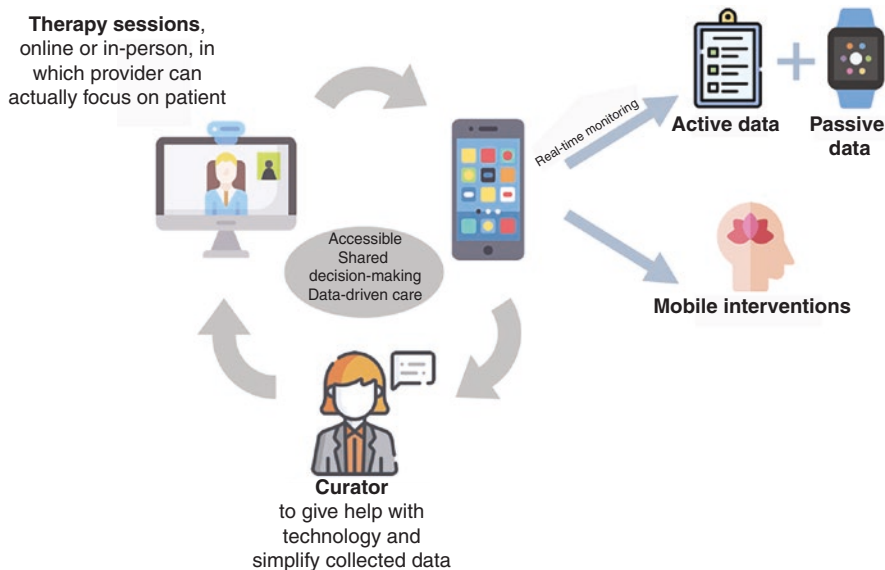 Therapy sessions,
online or in-person, in
which provider can
actually focus on patient
Real-time monitoring
Active data
Passive
data
Accessible
Shared
decision-making
Data-driven care
Mobile interventions
Curator
to give help with
technology and
simplify collected data